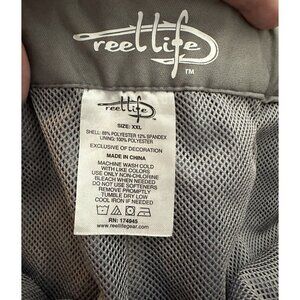 reel life
TM
reel life
SIZE: XXL
SHELL: 88% POLYESTER 12% SPANDEX
LINING: 100% POLYESTER
EXCLUSIVE OF DECORATION
MADE IN CHINA
MACHINE WASH COLD
WITH LIKE COLORS
USE ONLY NON-CHLORINE
BLEACH WHEN NEEDED
DO NOT USE SOFTENERS
REMOVE PROMPTLY
TUMBLE DRY LOW
COOL IRON IF NEEDED
RN: 174945
www.reellifegear.com